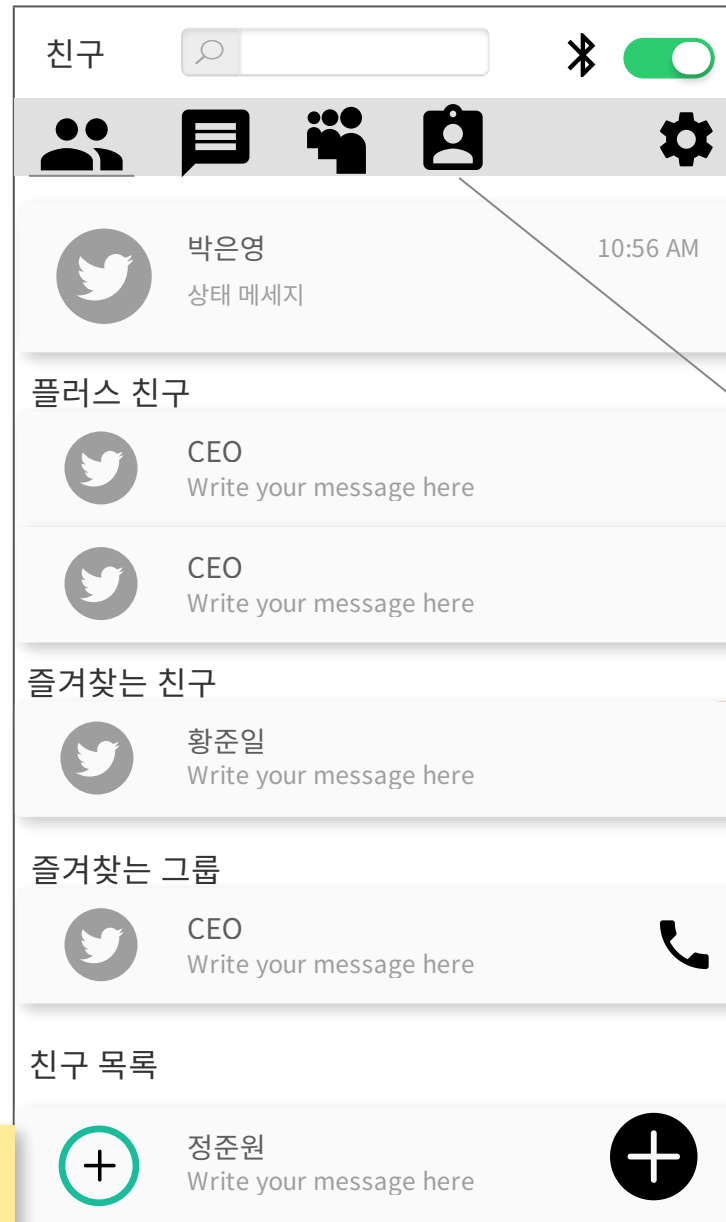 친구
박은영
10:56 AM
상태 메세지
플러스 친구
CEO
Write your message here
CEO
Write your message here
즐겨찾는 친구
황준일
Write your message here
즐겨찾는 그룹
CEO
Write your message here
친구 목록
정준원
Write your message here